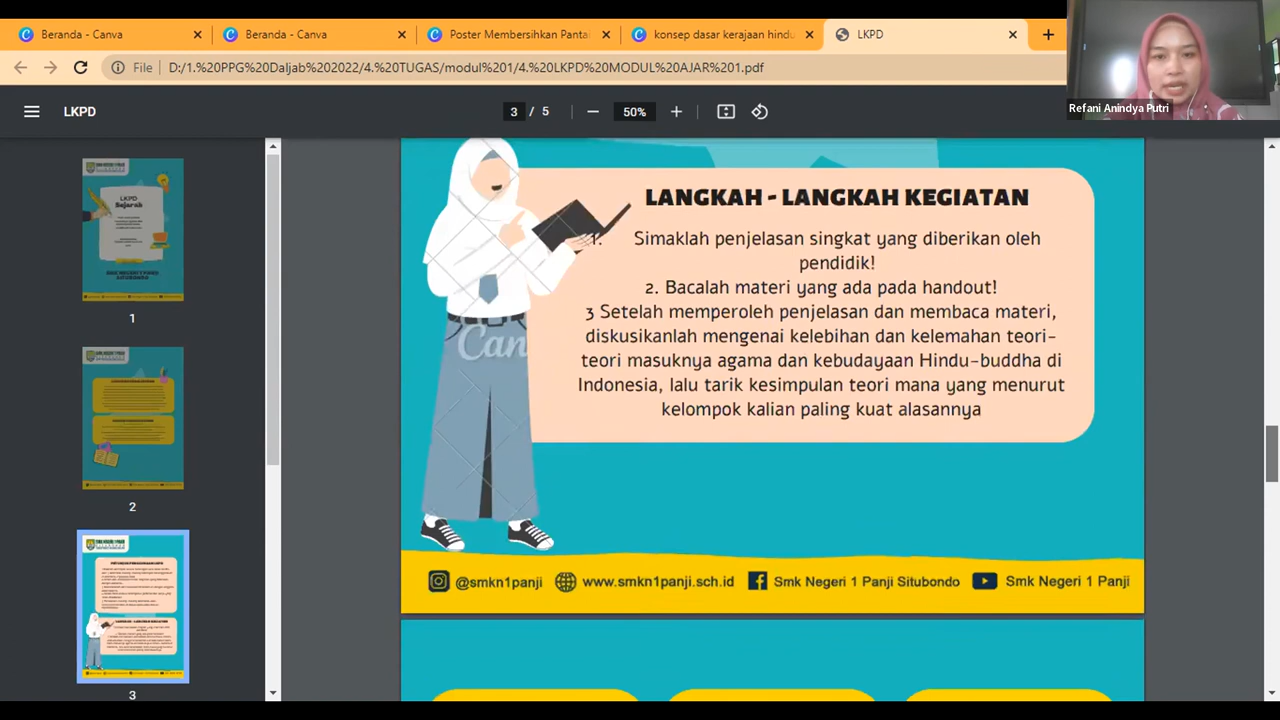 Beranda - Canva
Beranda - Canva
Poster Membersihkan Pantai
konsep dasar kerajaan hindu
LKPD
File
D:/1.%20PPG%20Daljab%202022/4.%20TUGAS/modul%201/4.%20LKPD%20MODUL%20AJAR%201.pdf
Refani Anindya Putri
LKPD
3 / 5
50%
LKPD
Sejarah
1
2
3
LANGKAH - LANGKAH KEGIATAN
1. Simaklah penjelasan singkat yang diberikan oleh
pendidik!
2. Bacalah materi yang ada pada handout!
3 Setelah memperoleh penjelasan dan membaca materi,
diskusikanlah mengenai kelebihan dan kelemahan teori-
teori masuknya agama dan kebudayaan Hindu-buddha di
Indonesia, lalu tarik kesimpulan teori mana yang menurut
kelompok kalian paling kuat alasannya
Can
@smkn1panji
www.smkn1panji.sch.id
Smk Negeri 1 Panji Situbondo
Smk Negeri 1 Panji